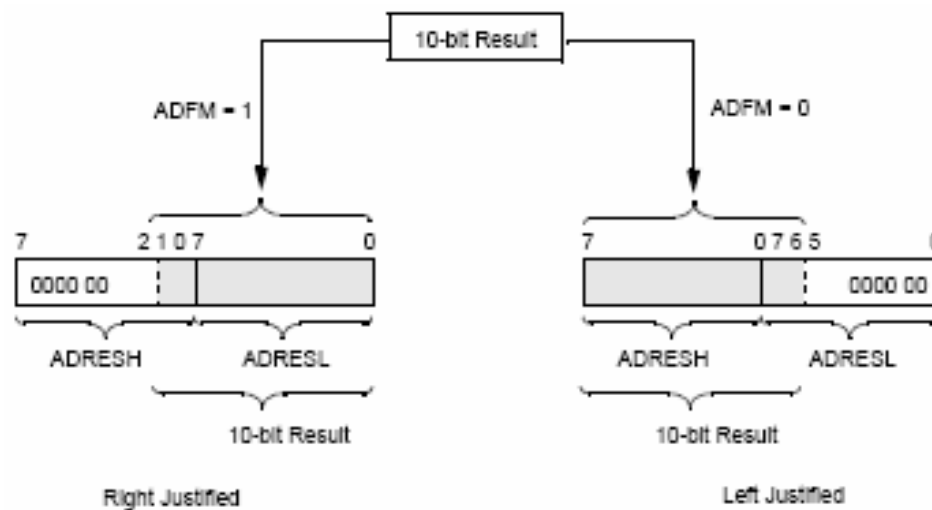 10-bit Result
ADFM = 1
ADFM = 0
7 2 1 0 7 0
7 0 7 6 5 0
0000 00
0000 00
ADRESH ADRESL
ADRESH ADRESL
10-bit Result
10-bit Result
Right Justified
Left Justified